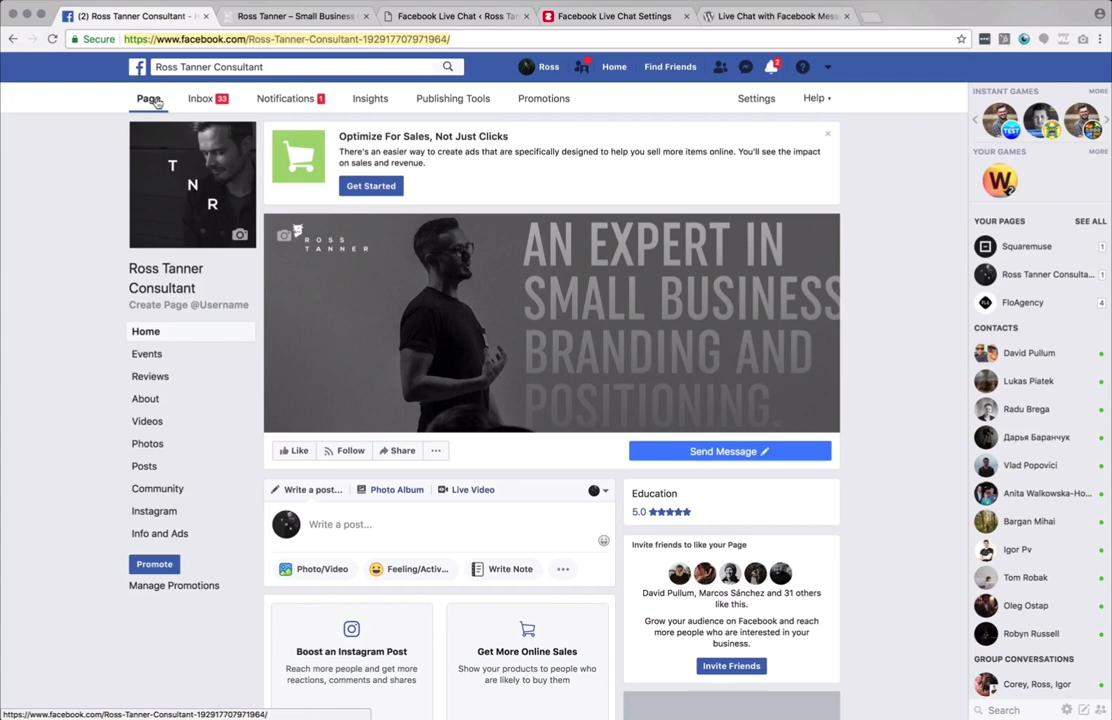 (2) Ross Tanner Consultant - H
Ross Tanner – Small Business
Facebook Live Chat ‹ Ross Tan
Facebook Live Chat Settings
Live Chat with Facebook Mess
Secure https://www.facebook.com/Ross-Tanner-Consultant-192917707971964/
Ross Tanner Consultant
Ross
Home
Find Friends
2
Page
Inbox 33
Notifications 1
Insights
Publishing Tools
Promotions
Settings
Help
INSTANT GAMES MORE
TEST
YOUR GAMES MORE
W
YOUR PAGES SEE ALL
Squaremuse 1
Ross Tanner Consulta... 1
FloAgency 4
CONTACTS
David Pullum
Lukas Piatek
Radu Brega
Дарья Баранчук
Vlad Popovici
Anita Walkowska-Ho...
Bargan Mihai
Igor Pv
Tom Robak
Oleg Ostap
Robyn Russell
GROUP CONVERSATIONS
Corey, Ross, Igor
Search
T
N
R
Ross Tanner
Consultant
Create Page @Username
Home
Events
Reviews
About
Videos
Photos
Posts
Community
Instagram
Info and Ads
Promote
Manage Promotions
Optimize For Sales, Not Just Clicks
There's an easier way to create ads that are specifically designed to help you sell more items online. You'll see the impact
on sales and revenue.
Get Started
ROSS
TANNER
AN EXPERT IN
SMALL BUSINESS
BRANDING AND
POSITIONING.
Like
Follow
Share
Send Message
Write a post...
Photo Album
Live Video
Write a post...
Photo/Video
Feeling/Activ...
Write Note
Boost an Instagram Post
Reach more people and get more
reactions, comments and shares
Get More Online Sales
Show your products to people who
are likely to buy them
Education
5.0
Invite friends to like your Page
David Pullum, Marcos Sánchez and 31 others
like this.
Grow your audience on Facebook and reach
more people who are interested in your
business.
Invite Friends
https://www.facebook.com/Ross-Tanner-Consultant-192917707971964/